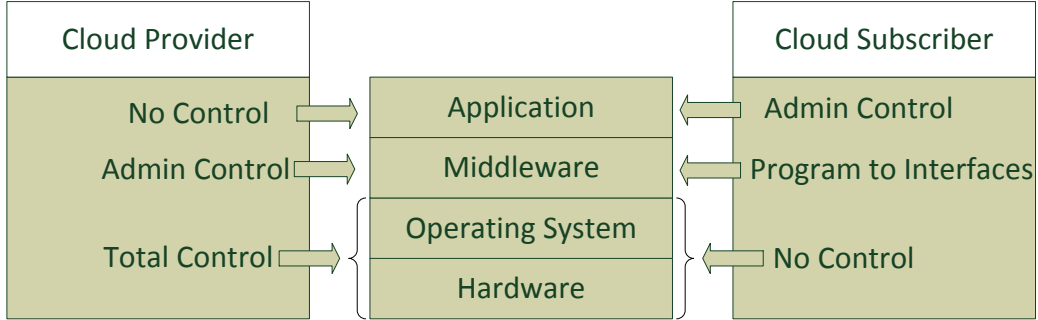 Cloud Provider
Cloud Subscriber
No Control
Application
Admin Control
Admin Control
Middleware
Program to Interfaces
Operating System
Total Control
No Control
Hardware